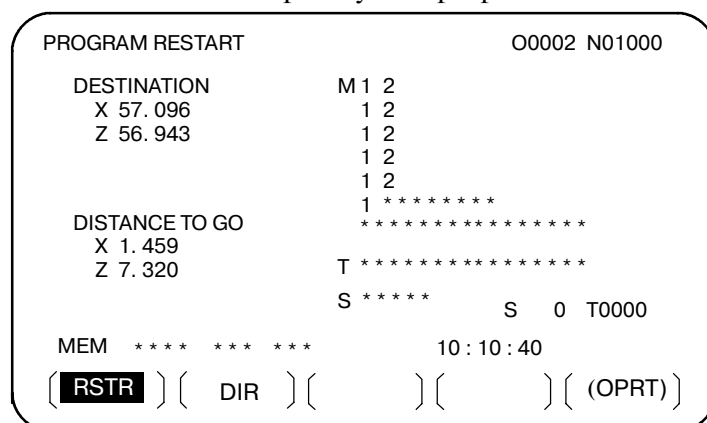 PROGRAM RESTART O0002 N01000
DESTINATION M 1 2
X 57. 096 1 2
Z 56. 943 1 2
1 2
1 2
1 * * * * * * * *
DISTANCE TO GO * * * * * * * * * * * * * * * *
X 1. 459
Z 7. 320 T * * * * * * * * * * * * * * * *
S * * * * *
S 0 T0000
MEM * * * * * * * * * * 10 : 10 : 40
[ RSTR ] [ DIR ] [ ] [ ] [ (OPRT) ]